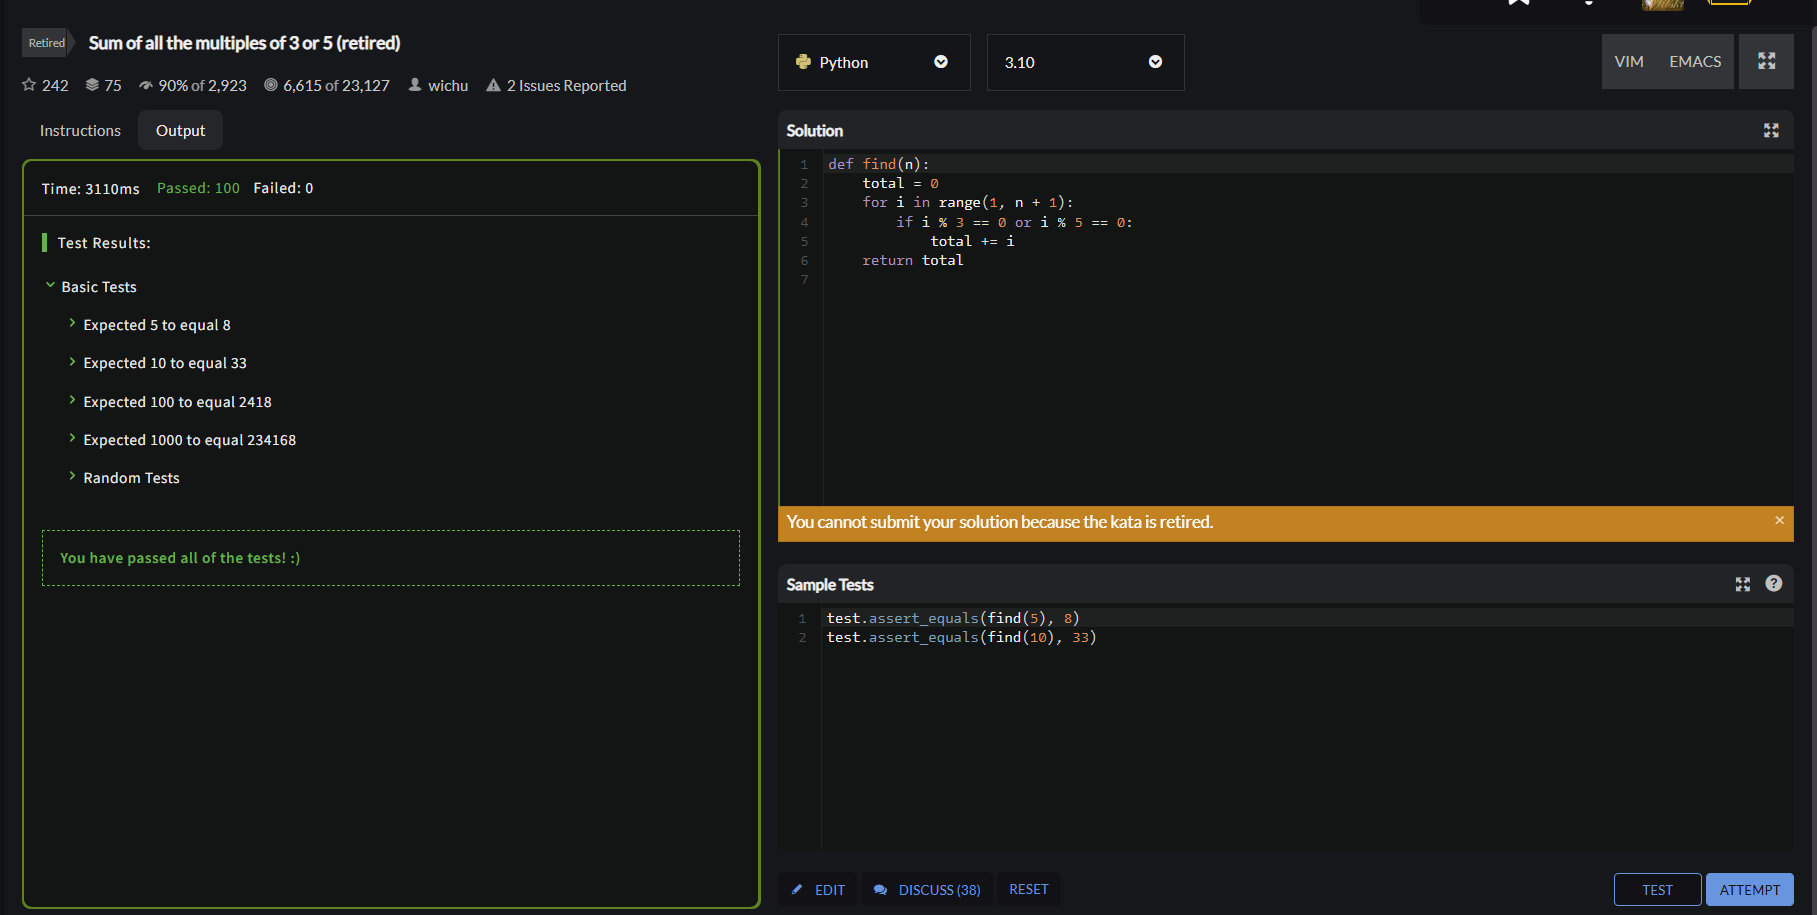 Retired
Sum of all the multiples of 3 or 5 (retired)
242 75 90% of 2,923 6,615 of 23,127 wichu 2 Issues Reported
Instructions Output
Time: 3110ms Passed: 100 Failed: 0
Test Results:
Basic Tests
Expected 5 to equal 8
Expected 10 to equal 33
Expected 100 to equal 2418
Expected 1000 to equal 234168
Random Tests
You have passed all of the tests! :)
Python 3.10 VIM EMACS
Solution
1 def find(n):
2 total = 0
3 for i in range(1, n + 1):
4 if i % 3 == 0 or i % 5 == 0:
5 total += i
6 return total
7
You cannot submit your solution because the kata is retired. ×
Sample Tests ?
1 test.assert_equals(find(5), 8)
2 test.assert_equals(find(10), 33)
EDIT DISCUSS (38) RESET TEST ATTEMPT